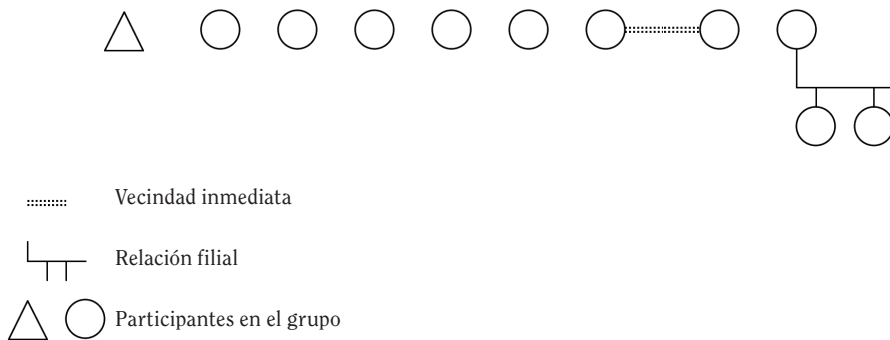 Vecindad inmediata
Relación filial
Participantes en el grupo